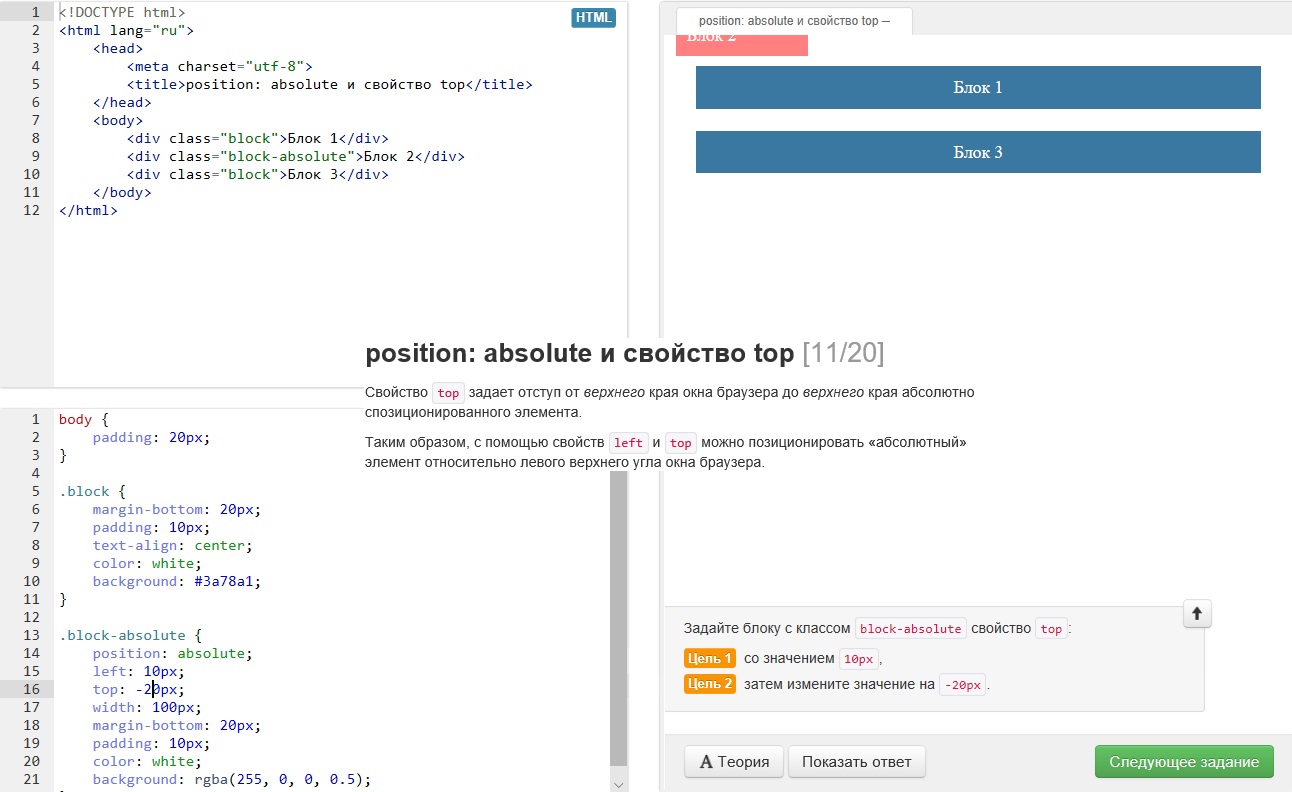 1 <!DOCTYPE html>
2 <html lang="ru">
3 <head>
4 <meta charset="utf-8">
5 <title>position: absolute и свойство top</title>
6 </head>
7 <body>
8 <div class="block">Блок 1</div>
9 <div class="block-absolute">Блок 2</div>
10 <div class="block">Блок 3</div>
11 </body>
12 </html>
HTML
position: absolute и свойство top —
Блок 2
Блок 1
Блок 3
position: absolute и свойство top [11/20]
Свойство top задает отступ от верхнего края окна браузера до верхнего края абсолютно
спозиционированного элемента.
Таким образом, с помощью свойств left и top можно позиционировать «абсолютный»
элемент относительно левого верхнего угла окна браузера.
1 body {
2 padding: 20px;
3 }
4
5 .block {
6 margin-bottom: 20px;
7 padding: 10px;
8 text-align: center;
9 color: white;
10 background: #3a78a1;
11 }
12
13 .block-absolute {
14 position: absolute;
15 left: 10px;
16 top: -20px;
17 width: 100px;
18 margin-bottom: 20px;
19 padding: 10px;
20 color: white;
21 background: rgba(255, 0, 0, 0.5);
Задайте блоку с классом block-absolute свойство top:
Цель 1 со значением 10px,
Цель 2 затем измените значение на -20px.
A Теория
Показать ответ
Следующее задание